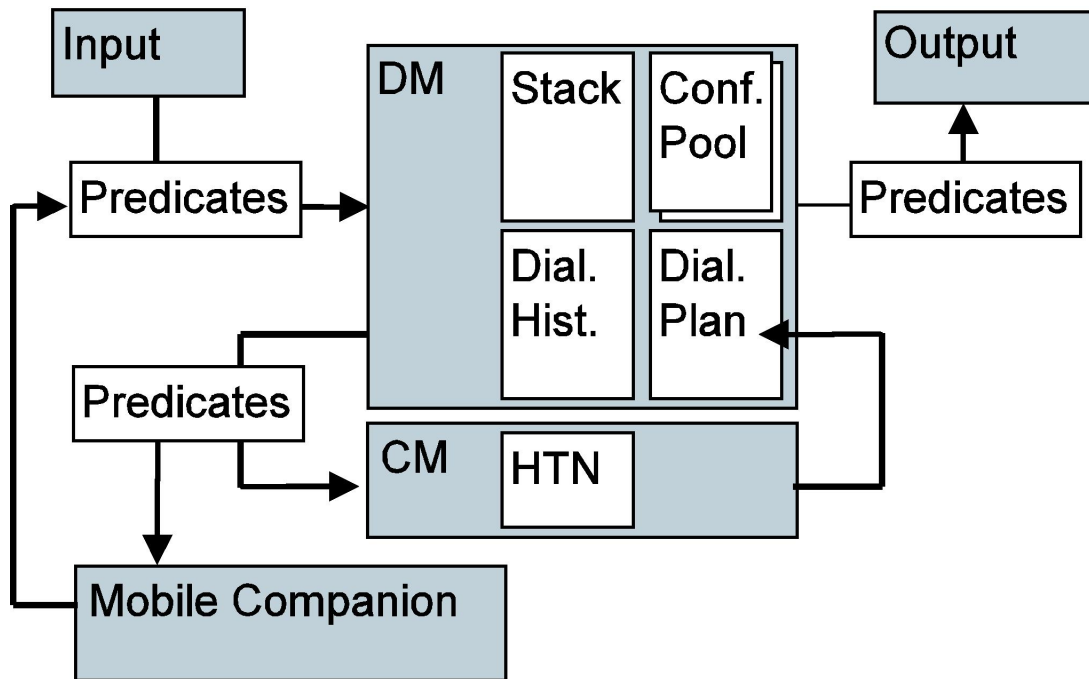 Input
Output
DM
Stack
Conf.
Pool
Predicates
Predicates
Dial.
Hist.
Dial.
Plan
Predicates
CM
HTN
Mobile Companion